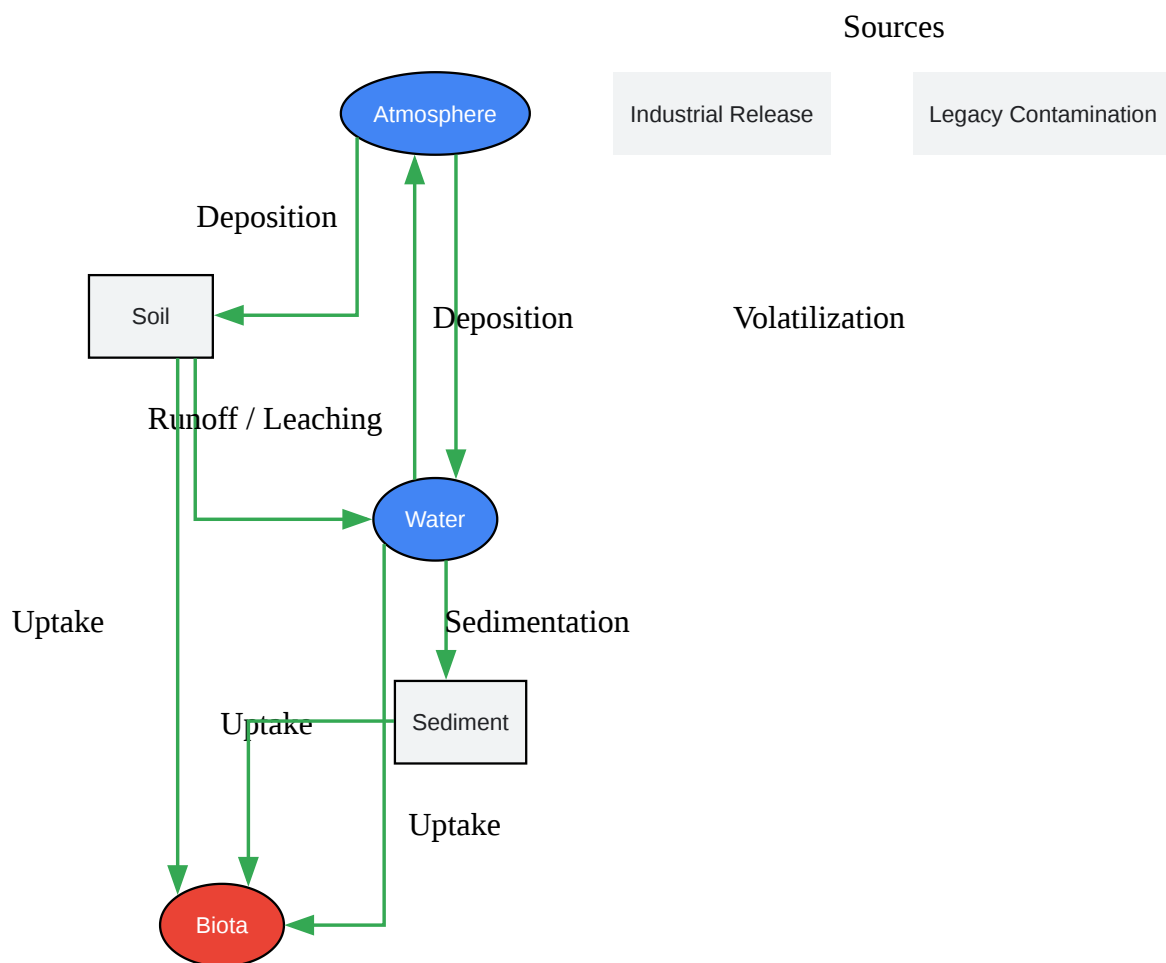 Sources
Atmosphere
Industrial Release
Legacy Contamination
Deposition
Soil
Deposition
Volatilization
Runoff / Leaching
Water
Uptake
Sedimentation
Uptake
Sediment
Uptake
Biota